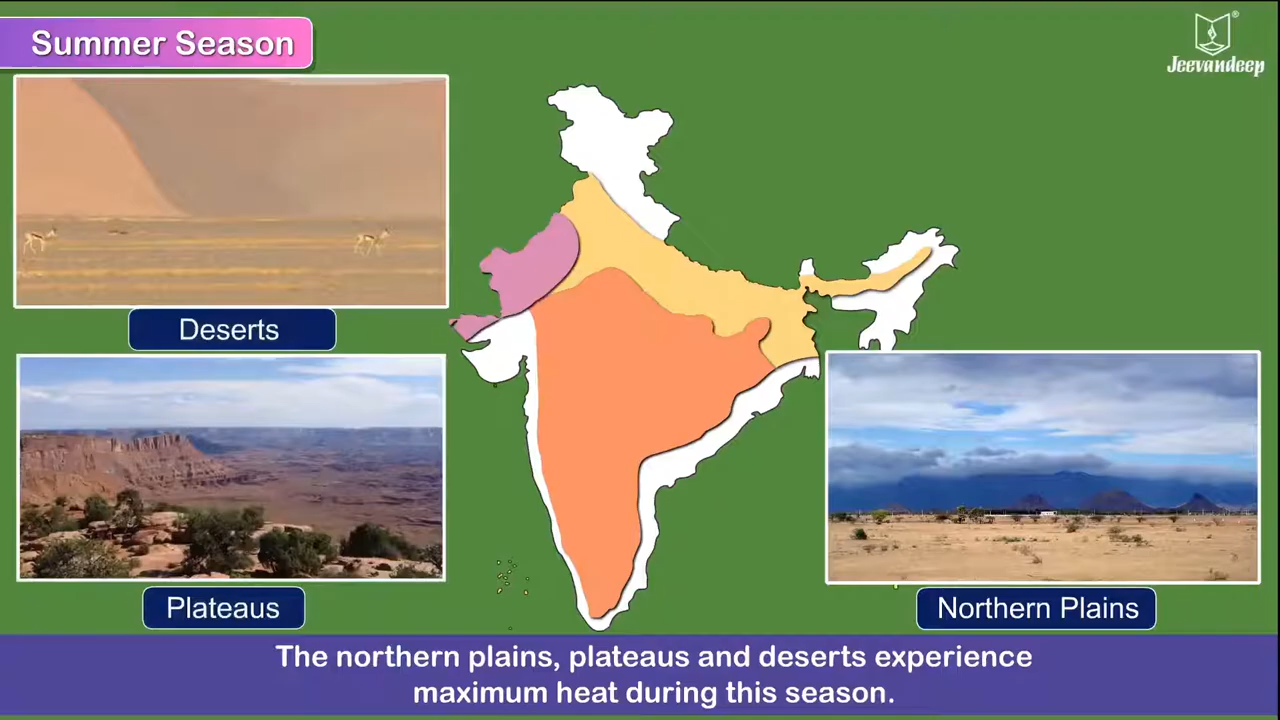 Summer Season
Jeevandeep
Deserts
Plateaus
Northern Plains
The northern plains, plateaus and deserts experience
maximum heat during this season.